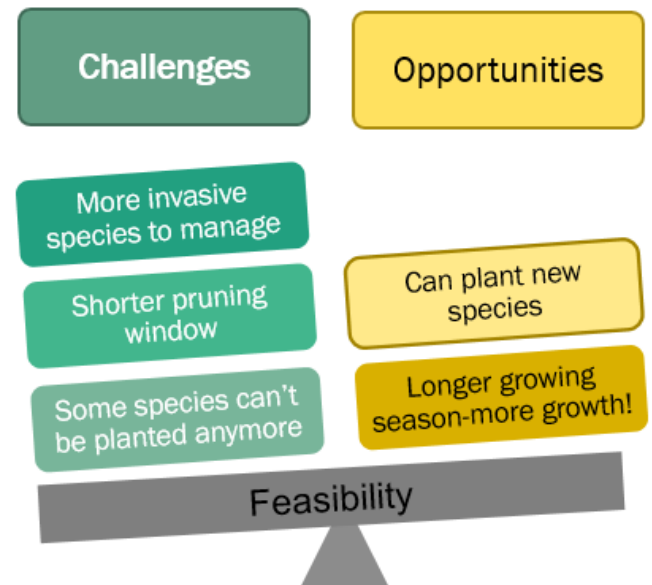 Challenges
Opportunities
More invasive
species to manage
Shorter pruning
window
Some species can't
be planted anymore
Can plant new
species
Longer growing
season-more growth!
Feasibility